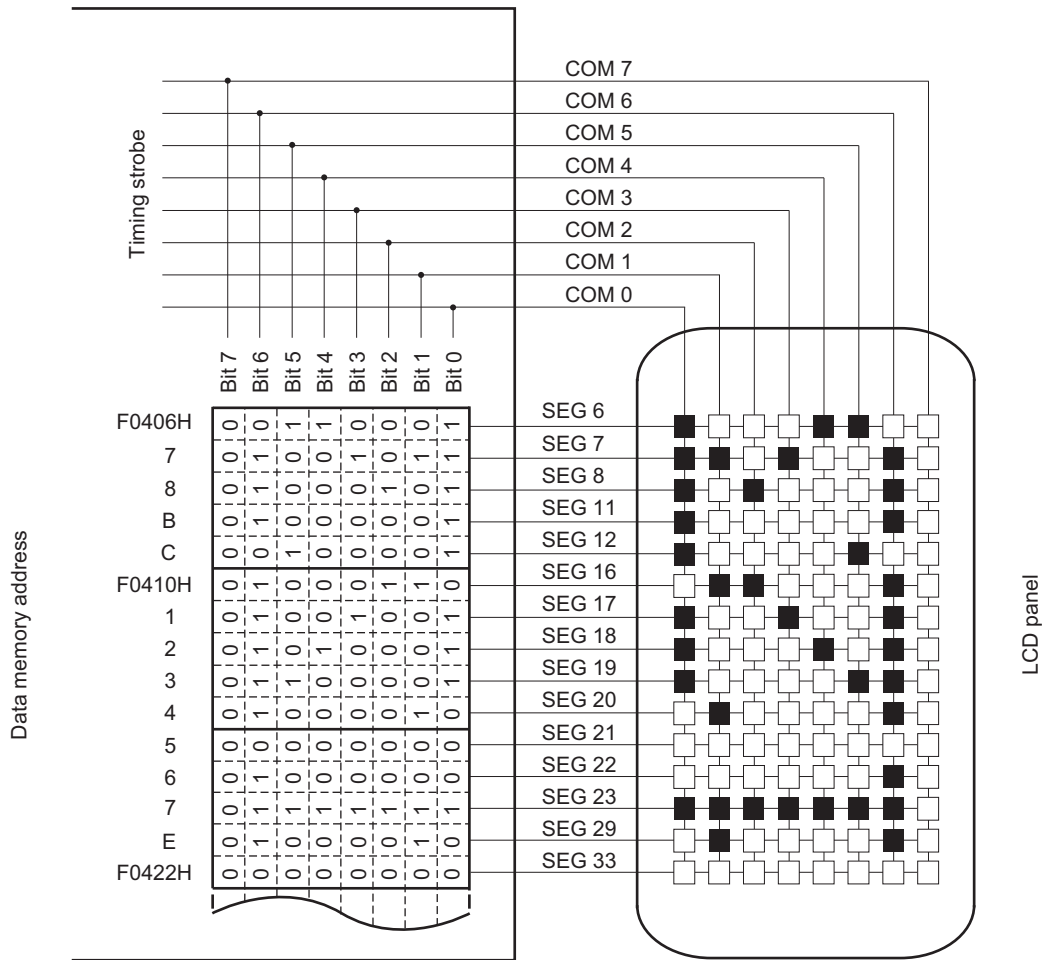 COM 7
COM 6
COM 5
COM 4
COM 3
COM 2
COM 1
COM 0
Timing strobe
Bit 7 Bit 6 Bit 5 Bit 4 Bit 3 Bit 2 Bit 1 Bit 0
Data memory address
F0406H 0 0 1 1 0 0 0 1 SEG 6
7 0 1 0 0 1 0 1 1 SEG 7
8 0 1 0 0 0 1 0 1 SEG 8
B 0 1 0 0 0 0 0 1 SEG 11
C 0 0 1 0 0 0 0 1 SEG 12
F0410H 0 1 0 0 0 1 1 0 SEG 16
1 0 1 0 0 1 0 0 1 SEG 17
2 0 1 0 1 0 0 0 1 SEG 18
3 0 1 1 0 0 0 0 1 SEG 19
4 0 1 0 0 0 0 1 0 SEG 20
5 0 0 0 0 0 0 0 0 SEG 21
6 0 1 0 0 0 0 0 0 SEG 22
7 0 1 1 1 1 1 1 1 SEG 23
E 0 1 0 0 0 0 1 0 SEG 29
F0422H 0 0 0 0 0 0 0 0 SEG 33
LCD panel